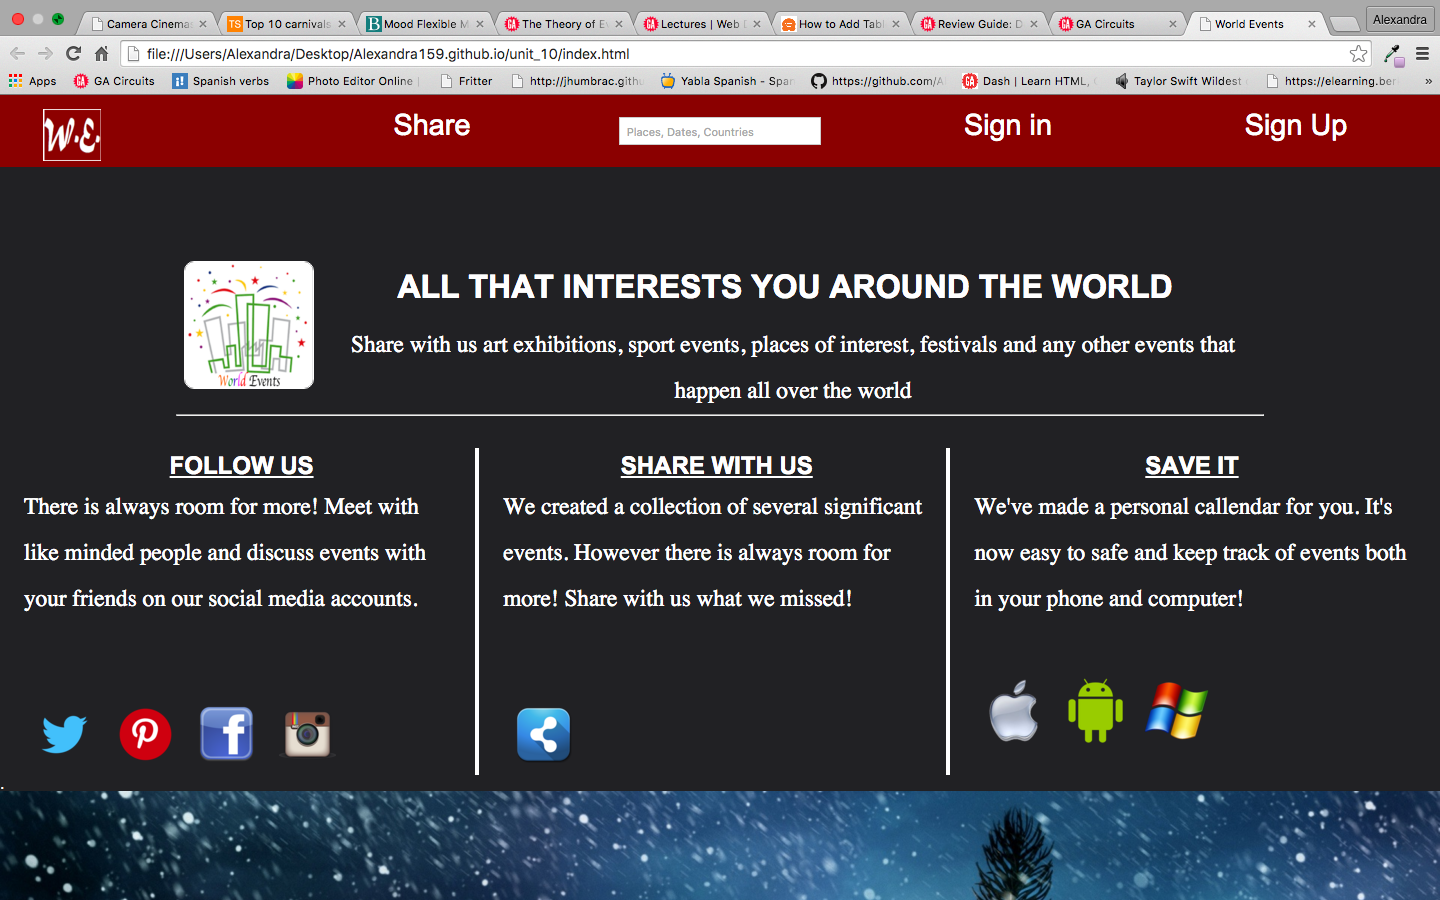 Camera Cinema
Top 10 carnivals
Mood Flexible M
The Theory of Ev
Lectures | Web D
How to Add Tabl
Review Guide: D
GA Circuits
World Events
Alexandra
file:///Users/Alexandra/Desktop/Alexandra159.github.io/unit_10/index.html
Apps
GA Circuits
Spanish verbs
Photo Editor Online |
Fritter
http://jhumbrac.gith
Yabla Spanish - Span
https://github.com/A
Dash | Learn HTML,
Taylor Swift Wildest
https://elearning.ber
»
W.E.
Share
Places, Dates, Countries
Sign in
Sign Up
World Events
ALL THAT INTERESTS YOU AROUND THE WORLD
Share with us art exhibitions, sport events, places of interest, festivals and any other events that
happen all over the world
FOLLOW US
There is always room for more! Meet with
like minded people and discuss events with
your friends on our social media accounts.
SHARE WITH US
We created a collection of several significant
events. However there is always room for
more! Share with us what we missed!
SAVE IT
We've made a personal callendar for you. It's
now easy to safe and keep track of events both
in your phone and computer!